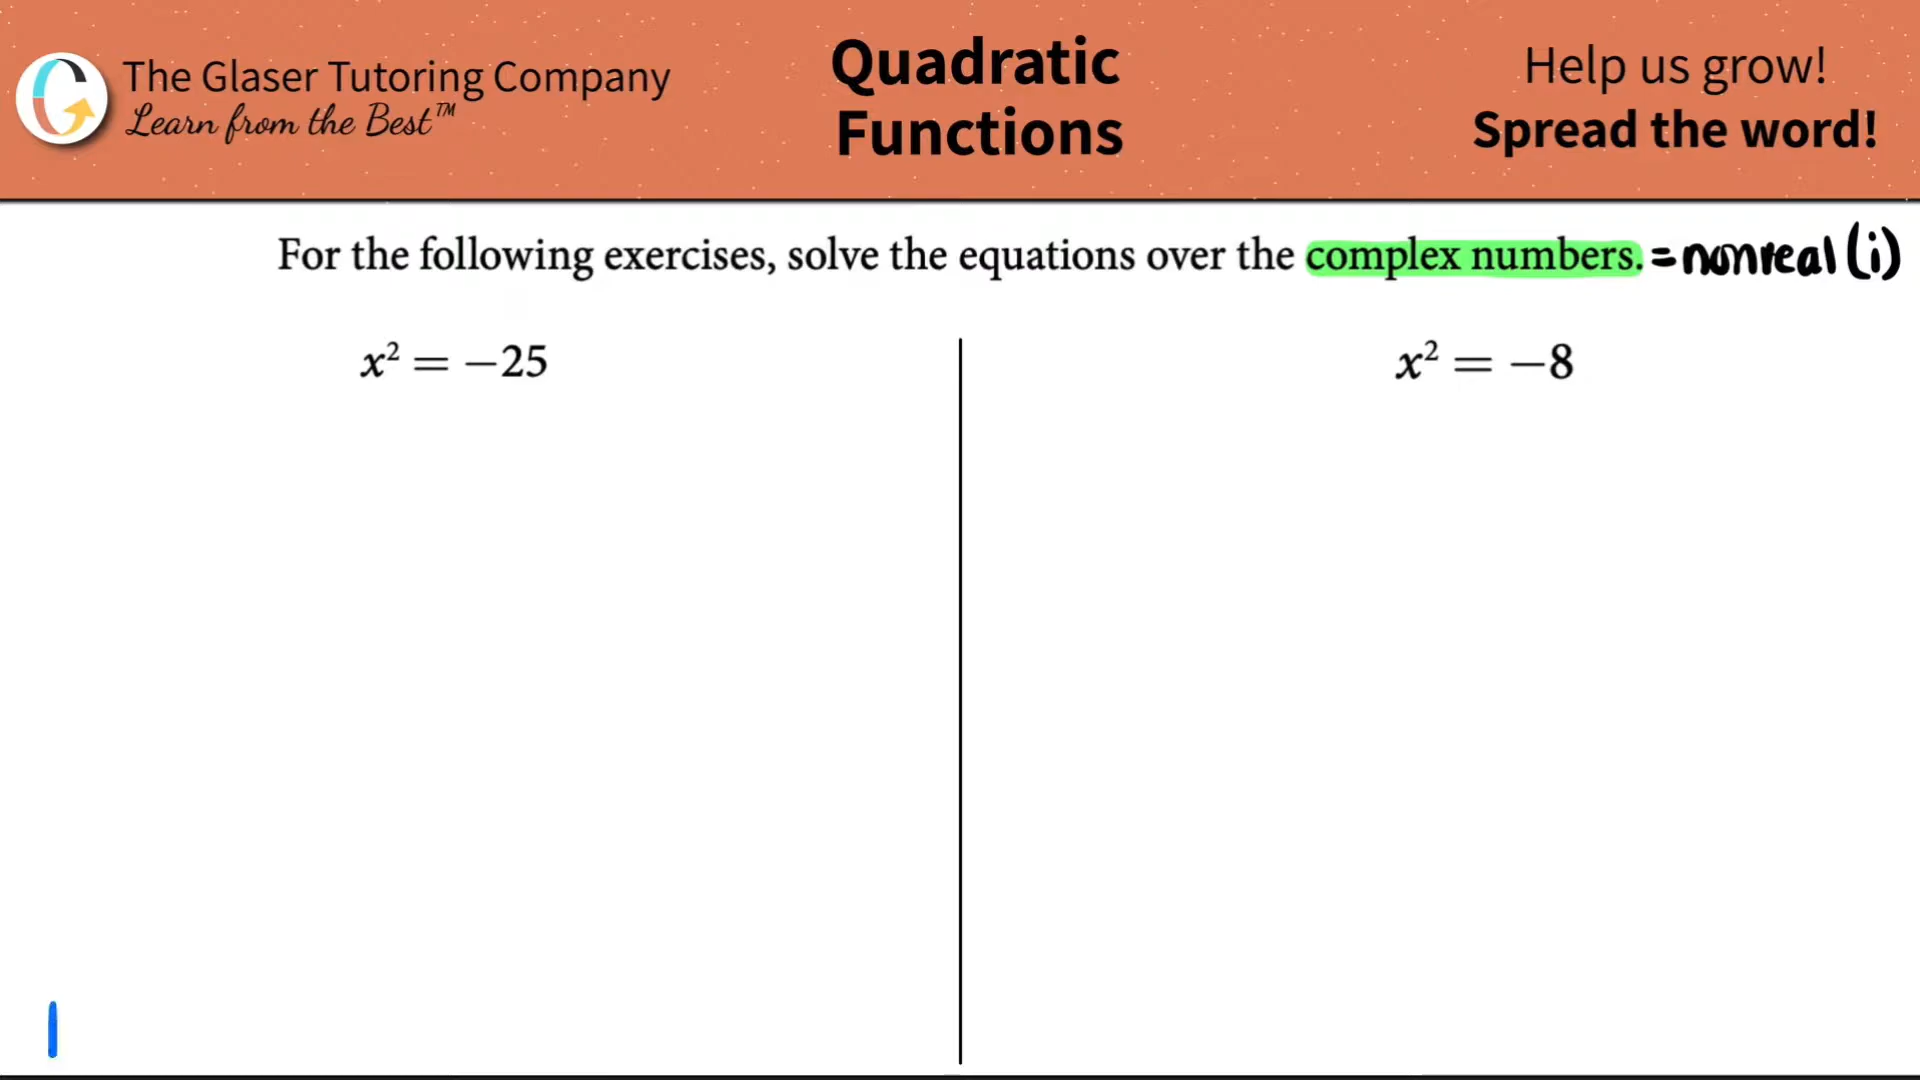 The Glaser Tutoring Company
Learn from the Best™
Quadratic
Functions
Help us grow!
Spread the word!
For the following exercises, solve the equations over the complex numbers. = nonreal (i)
x² = −25
x² = −8